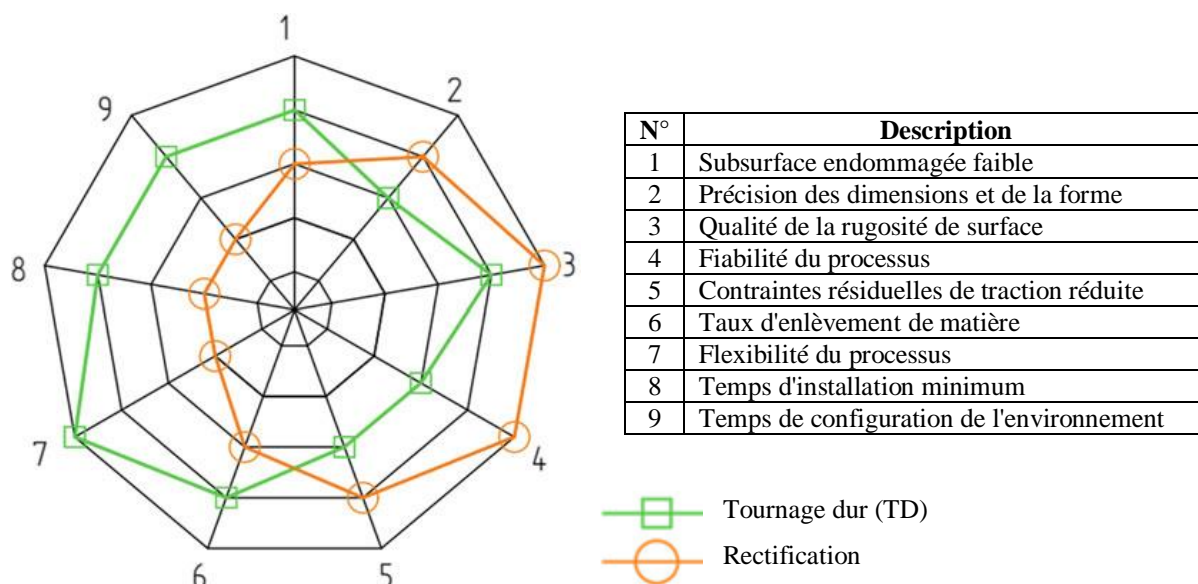 1
2
3
4
5
6
7
8
9
N° Description
1 Subsurface endommagée faible
2 Précision des dimensions et de la forme
3 Qualité de la rugosité de surface
4 Fiabilité du processus
5 Contraintes résiduelles de traction réduite
6 Taux d'enlèvement de matière
7 Flexibilité du processus
8 Temps d'installation minimum
9 Temps de configuration de l'environnement
Tournage dur (TD)
Rectification